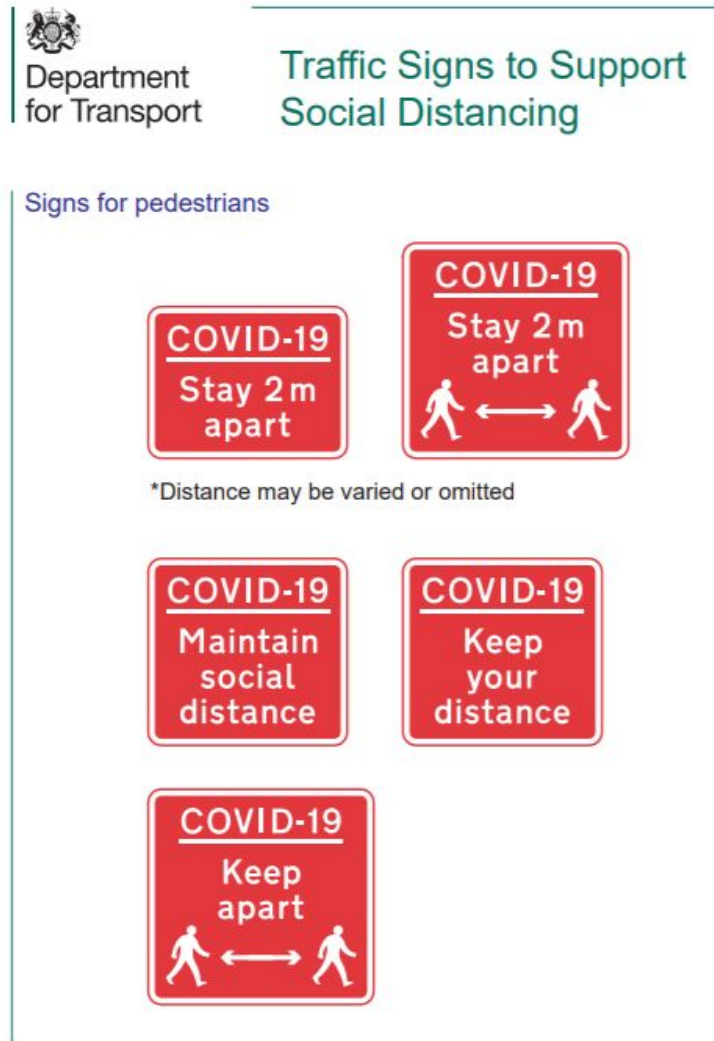 Department
for Transport
Traffic Signs to Support
Social Distancing
Signs for pedestrians
COVID-19
Stay 2 m
apart
COVID-19
Stay 2 m
apart
*Distance may be varied or omitted
COVID-19
Maintain
social
distance
COVID-19
Keep
your
distance
COVID-19
Keep
apart